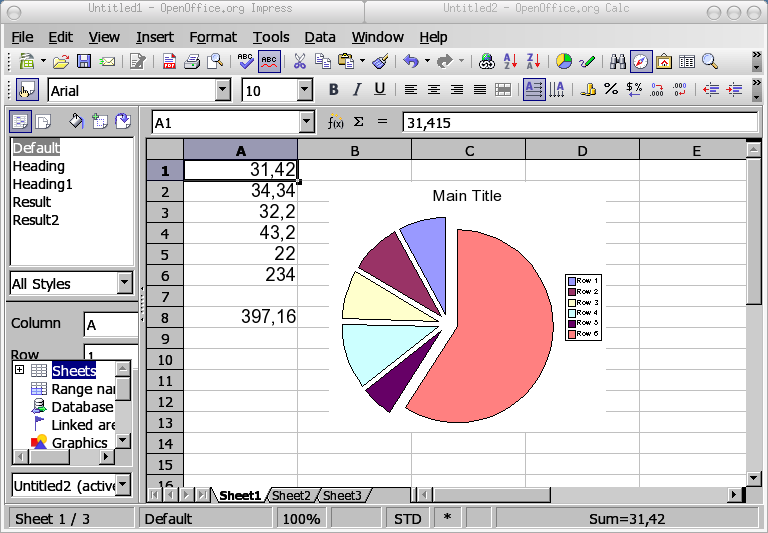 Untitled1 - OpenOffice.org Impress
Untitled2 - OpenOffice.org Calc
File Edit View Insert Format Tools Data Window Help
Arial 10 B I U
A1 f(x) Σ = 31,415
Default
Heading
Heading1
Result
Result2
All Styles
Column A
Row 1
Sheets
Range nar
Database
Linked are
Graphics
Untitled2 (active
A B C D E
1 31,42
2 34,34
3 32,2
4 43,2
5 22
6 234
7
8 397,16
9
10
11
12
13
14
15
16
Main Title
Row 1
Row 2
Row 3
Row 4
Row 5
Row 6
Sheet1 Sheet2 Sheet3
Sheet 1 / 3 Default 100% STD * Sum=31,42